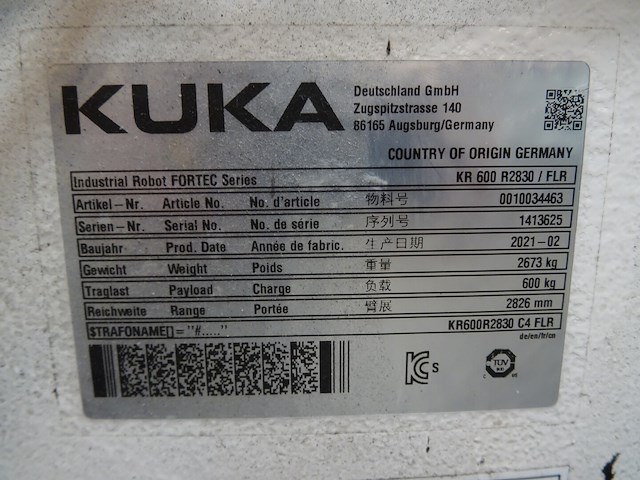 KUKA
Deutschland GmbH
Zugspitzstrasse 140
86165 Augsburg/Germany
COUNTRY OF ORIGIN GERMANY
Industrial Robot FORTEC Series KR 600 R2830 / FLR
Artikel-Nr. Article No. No. d'article 物料号 0010034463
Serien-Nr. Serial No. No. de série 序列号 1413625
Baujahr Prod. Date Année de fabric. 生产日期 2021-02
Gewicht Weight Poids 重量 2673 kg
Traglast Payload Charge 负载 600 kg
Reichweite Range Portée 臂展 2826 mm
$TRAFONAME[]="#....." KR600R2830 C4 FLR
de/en/fr/cn
S
TÜV